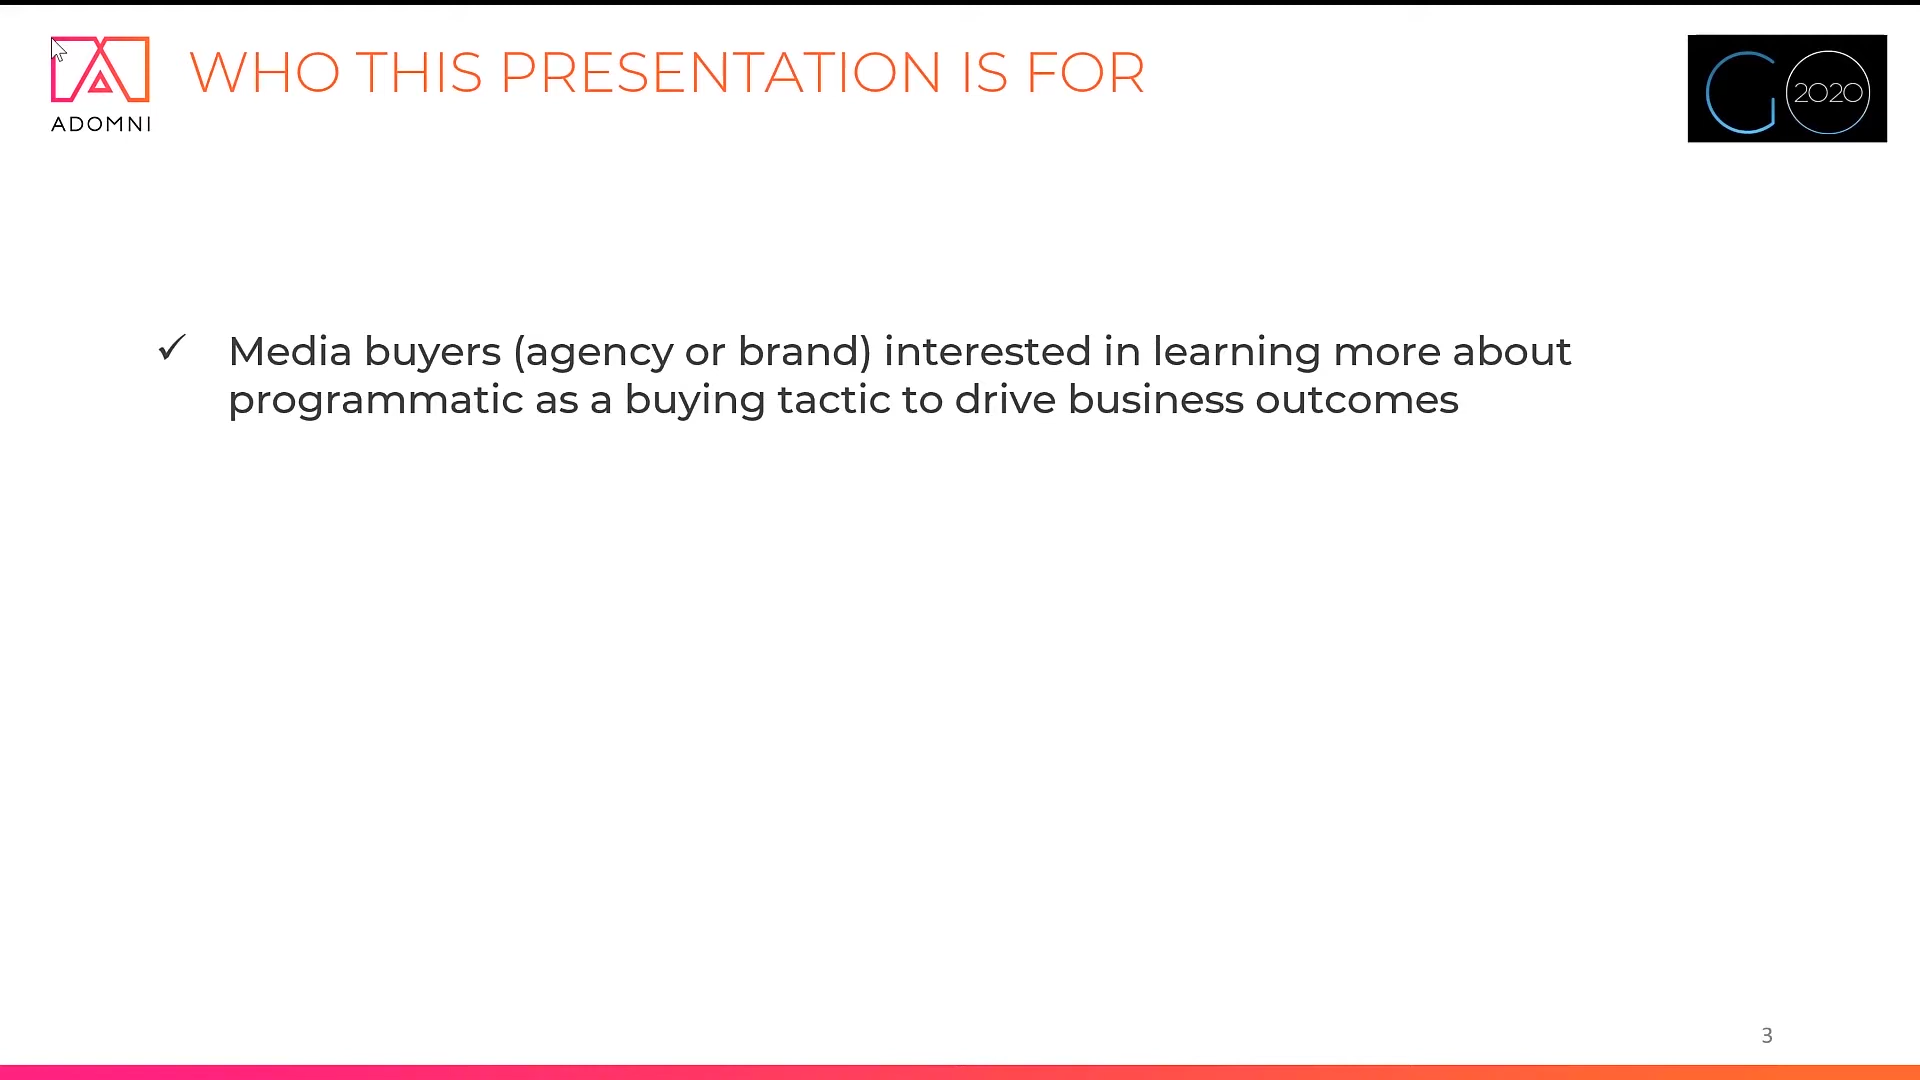 WHO THIS PRESENTATION IS FOR
ADOMNI
GO 2020
Media buyers (agency or brand) interested in learning more about
programmatic as a buying tactic to drive business outcomes
3